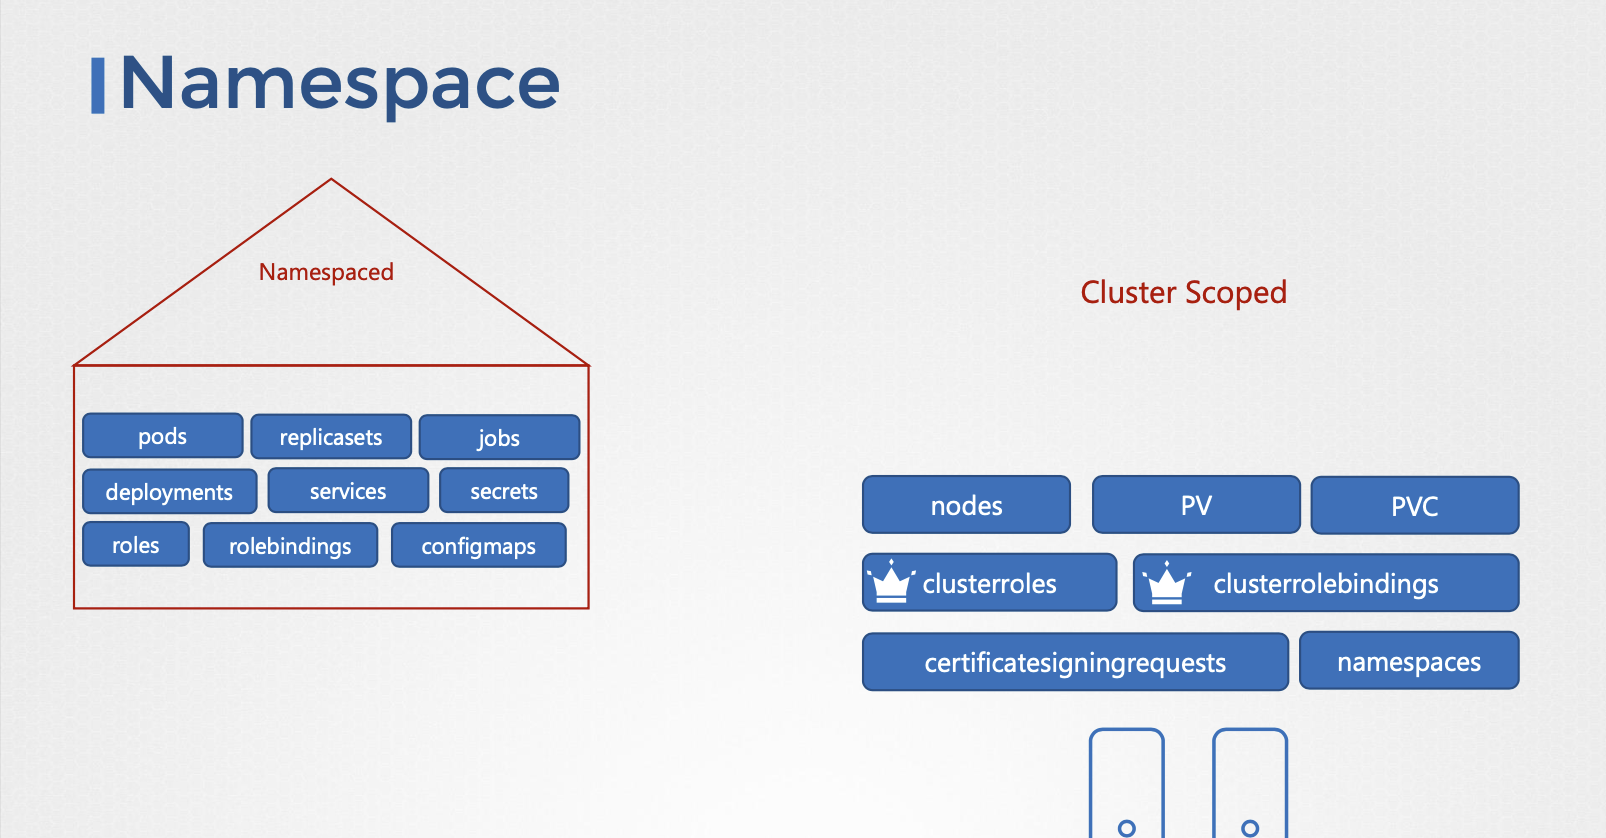 Namespace
Namespaced
pods
replicasets
jobs
deployments
services
secrets
roles
rolebindings
configmaps
Cluster Scoped
nodes
PV
PVC
clusterroles
clusterrolebindings
certificatesigningrequests
namespaces